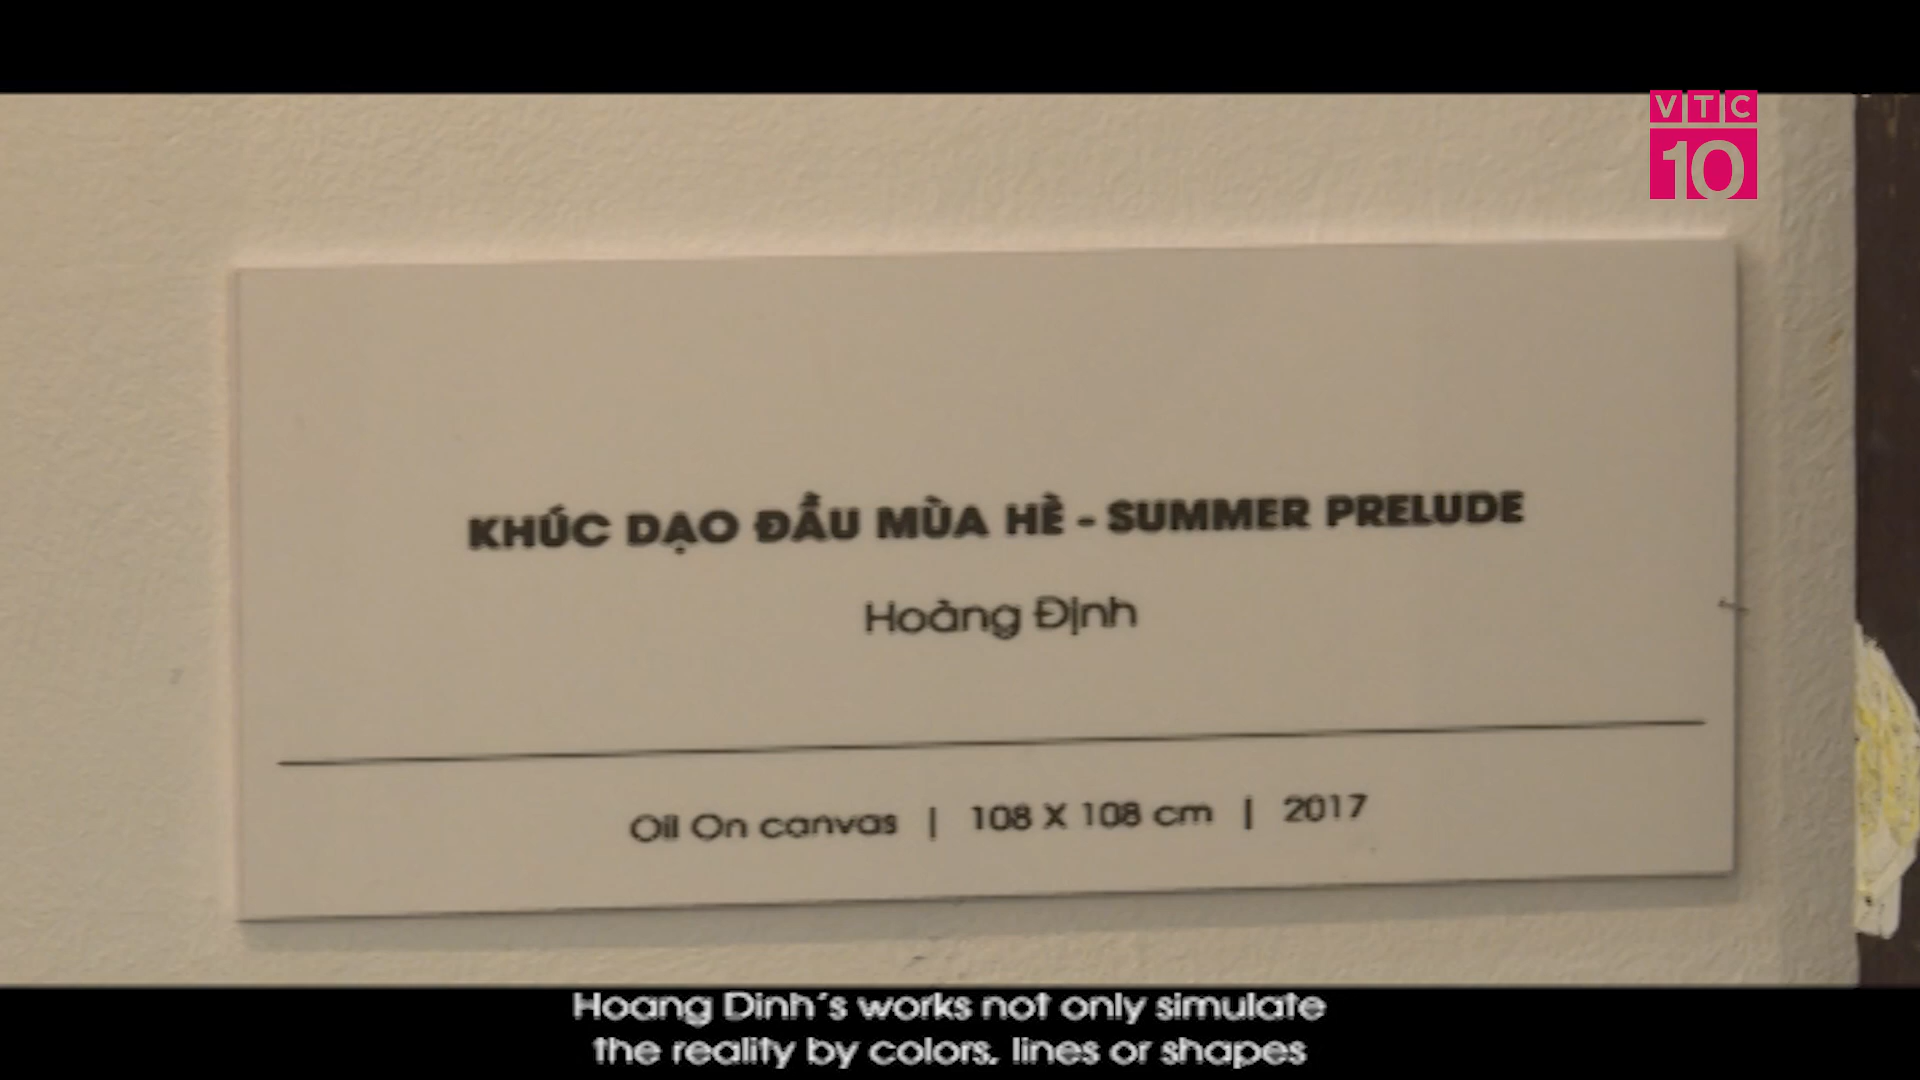 VTC
10
KHÚC DẠO ĐẦU MÙA HÈ - SUMMER PRELUDE
Hoàng Định
Oil On canvas | 108 X 108 cm | 2017
Hoang Dinh's works not only simulate
the reality by colors, lines or shapes